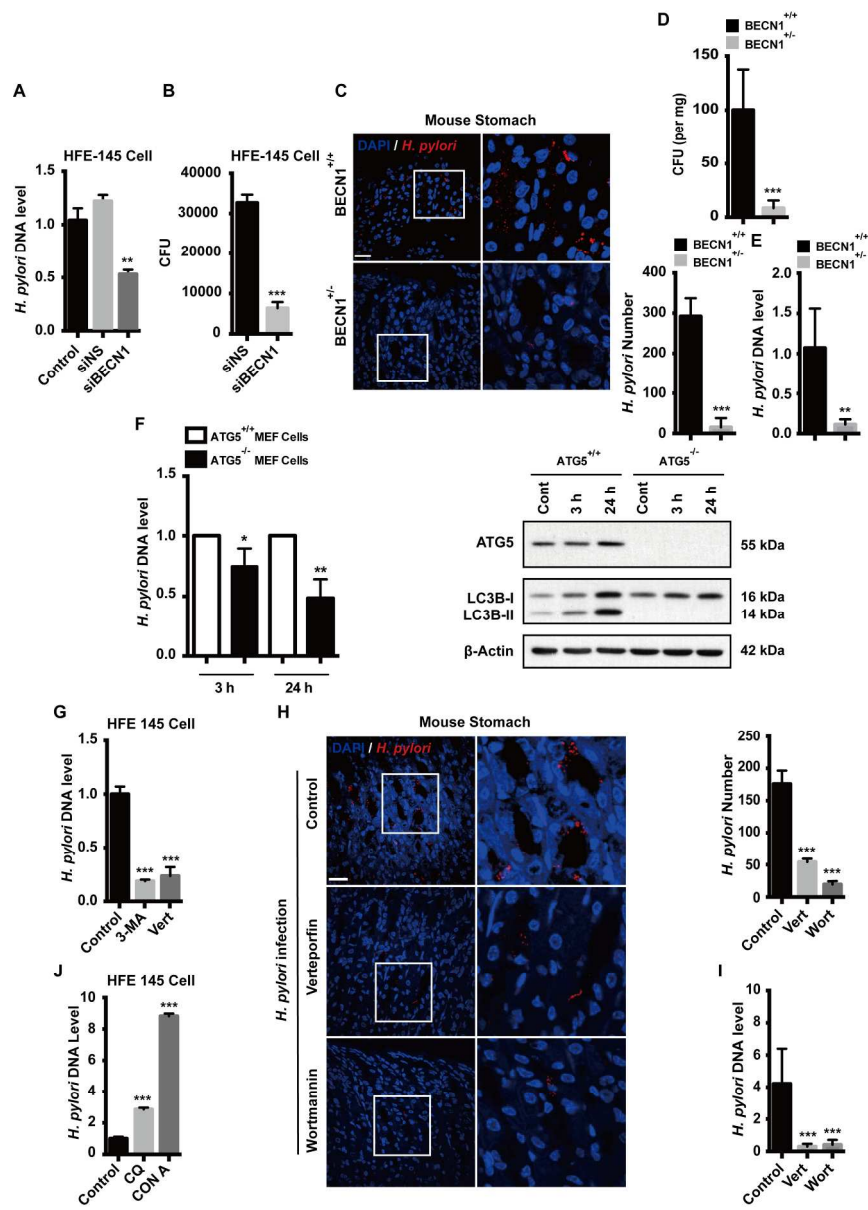 A
HFE-145 Cell
H. pylori DNA level
1.5
1.0
0.5
0.0
Control
siNS
siBECN1
**
B
HFE-145 Cell
CFU
40000
30000
20000
10000
0
siNS
siBECN1
***
C
Mouse Stomach
DAPI / H. pylori
BECN1+/+
BECN1+/-
D
BECN1+/+
BECN1+/-
CFU (per mg)
150
100
50
0
***
BECN1+/+
BECN1+/-
H. pylori Number
400
300
200
100
0
***
E
BECN1+/+
BECN1+/-
H. pylori DNA level
2.0
1.5
1.0
0.5
0.0
**
F
ATG5+/+ MEF Cells
ATG5-/- MEF Cells
H. pylori DNA level
1.5
1.0
0.5
0.0
*
**
3 h
24 h
ATG5+/+
ATG5-/-
Cont
3 h
24 h
Cont
3 h
24 h
ATG5
55 kDa
LC3B-I
16 kDa
LC3B-II
14 kDa
β-Actin
42 kDa
G
HFE 145 Cell
H. pylori DNA level
1.5
1.0
0.5
0.0
***
***
Control
3-MA
Vert
H
Mouse Stomach
DAPI / H. pylori
H. pylori infection
Control
Verteporfin
Wortmannin
H. pylori Number
250
200
150
100
50
0
***
***
Control
Vert
Wort
I
H. pylori DNA level
10
8
6
4
2
0
***
***
Control
Vert
Wort
J
HFE 145 Cell
H. pylori DNA Level
10
8
6
4
2
0
***
***
Control
CQ
CON A